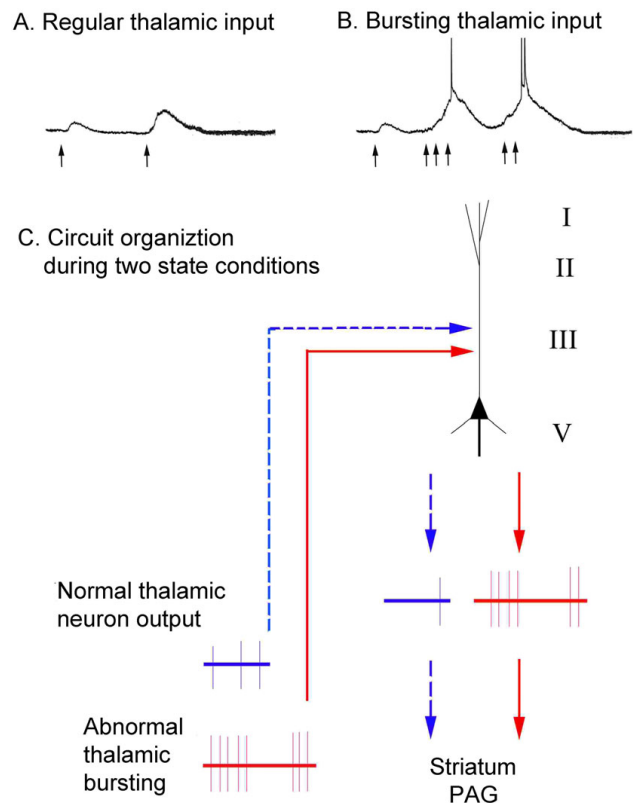 A. Regular thalamic input
B. Bursting thalamic input
C. Circuit organiztion
during two state conditions
I
II
III
V
Normal thalamic
neuron output
Abnormal
thalamic
bursting
Striatum
PAG